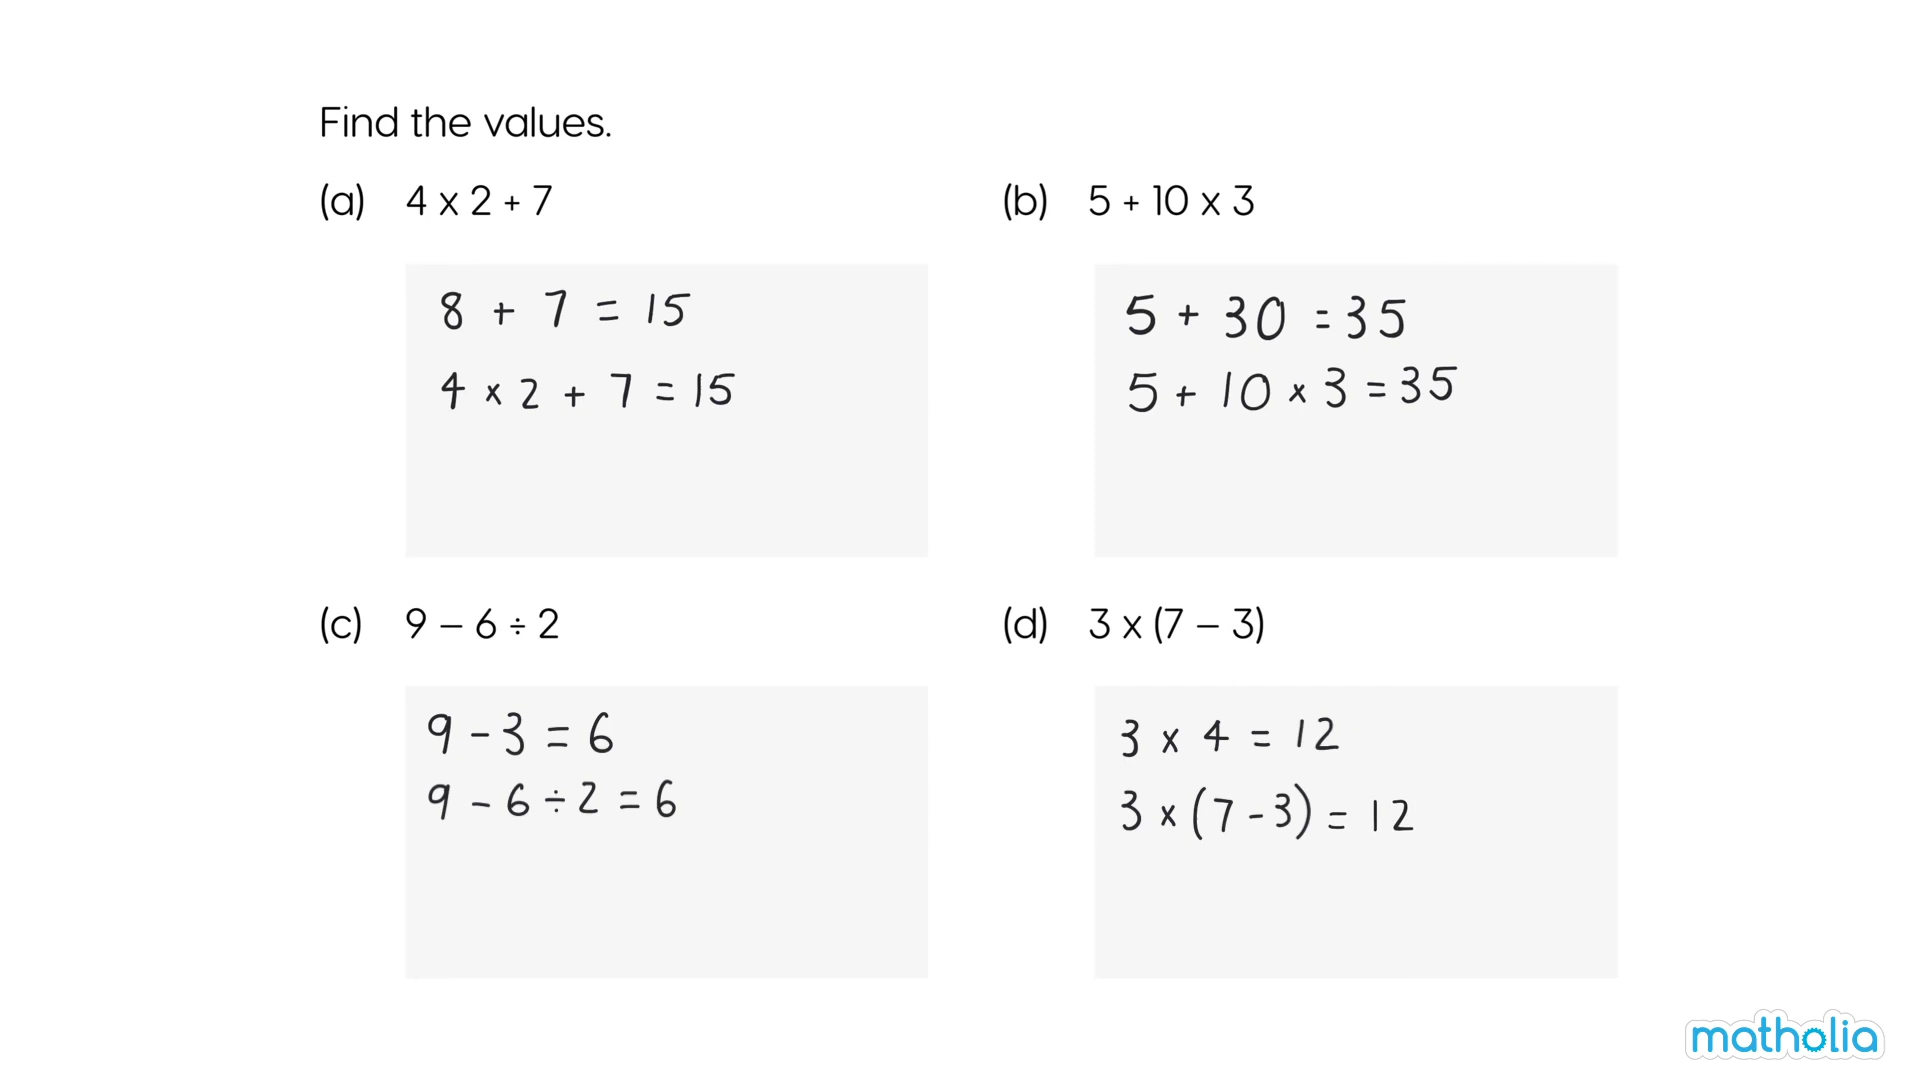 Find the values.
(a) 4 x 2 + 7
8 + 7 = 15
4 × 2 + 7 = 15
(b) 5 + 10 x 3
5 + 30 = 35
5 + 10 × 3 = 35
(c) 9 – 6 ÷ 2
9 - 3 = 6
9 - 6 ÷ 2 = 6
(d) 3 x (7 – 3)
3 × 4 = 12
3 × (7 - 3) = 12
matholia